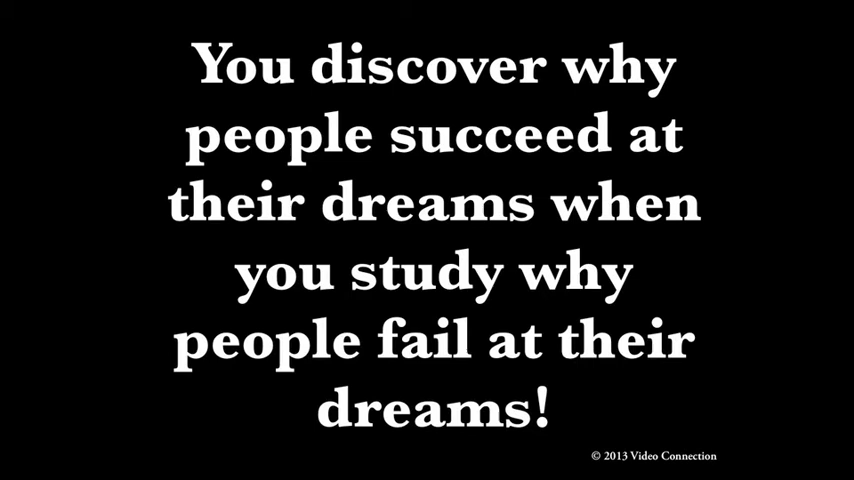 You discover why
people succeed at
their dreams when
you study why
people fail at their
dreams!
© 2013 Video Connection